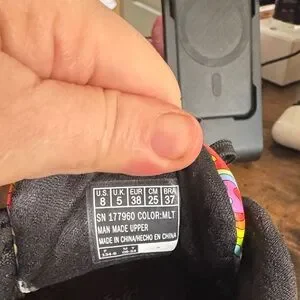 U.S. U.K EUR CM BRA
8 5 38 25 37
SN 177960 COLOR:MLT
MAN MADE UPPER
MADE IN CHINA/HECHO EN CHINA